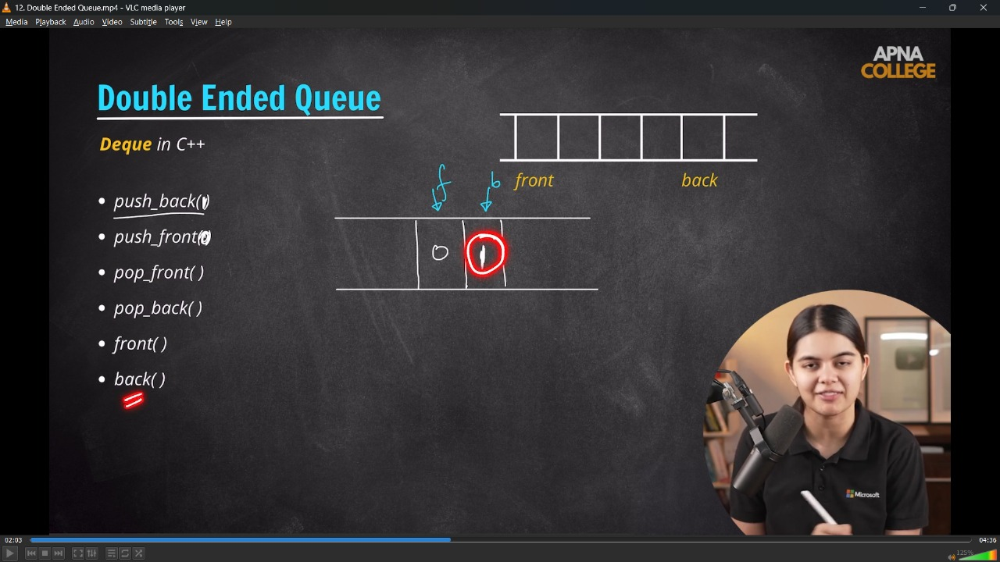 12. Double Ended Queue.mp4 - VLC media player
Media Playback Audio Video Subtitle Tools View Help
APNA
COLLEGE
Double Ended Queue
Deque in C++
f b
front back
push_back(1)
push_front(0)
pop_front( )
pop_back( )
front( )
back( )
0 1
Microsoft
02:03 04:36
125%